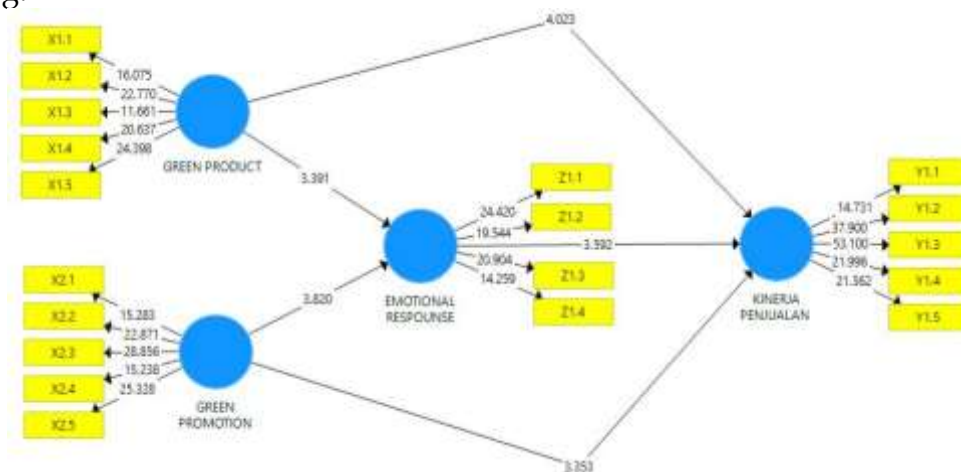 g.
4.023
X1.1
X1.2
X1.3
X1.4
X1.5
16.075
22.770
11.661
20.637
24.398
GREEN PRODUCT
3.391
Z1.1
Z1.2
Z1.3
Z1.4
24.420
19.544
20.904
14.259
3.592
EMOTIONAL
RESPOUNSE
Y1.1
Y1.2
Y1.3
Y1.4
Y1.5
14.731
37.900
53.100
21.996
21.362
KINERJA
PENJUALAN
X2.1
X2.2
X2.3
X2.4
X2.5
15.283
22.871
28.856
15.238
25.328
3.820
GREEN
PROMOTION
3.353